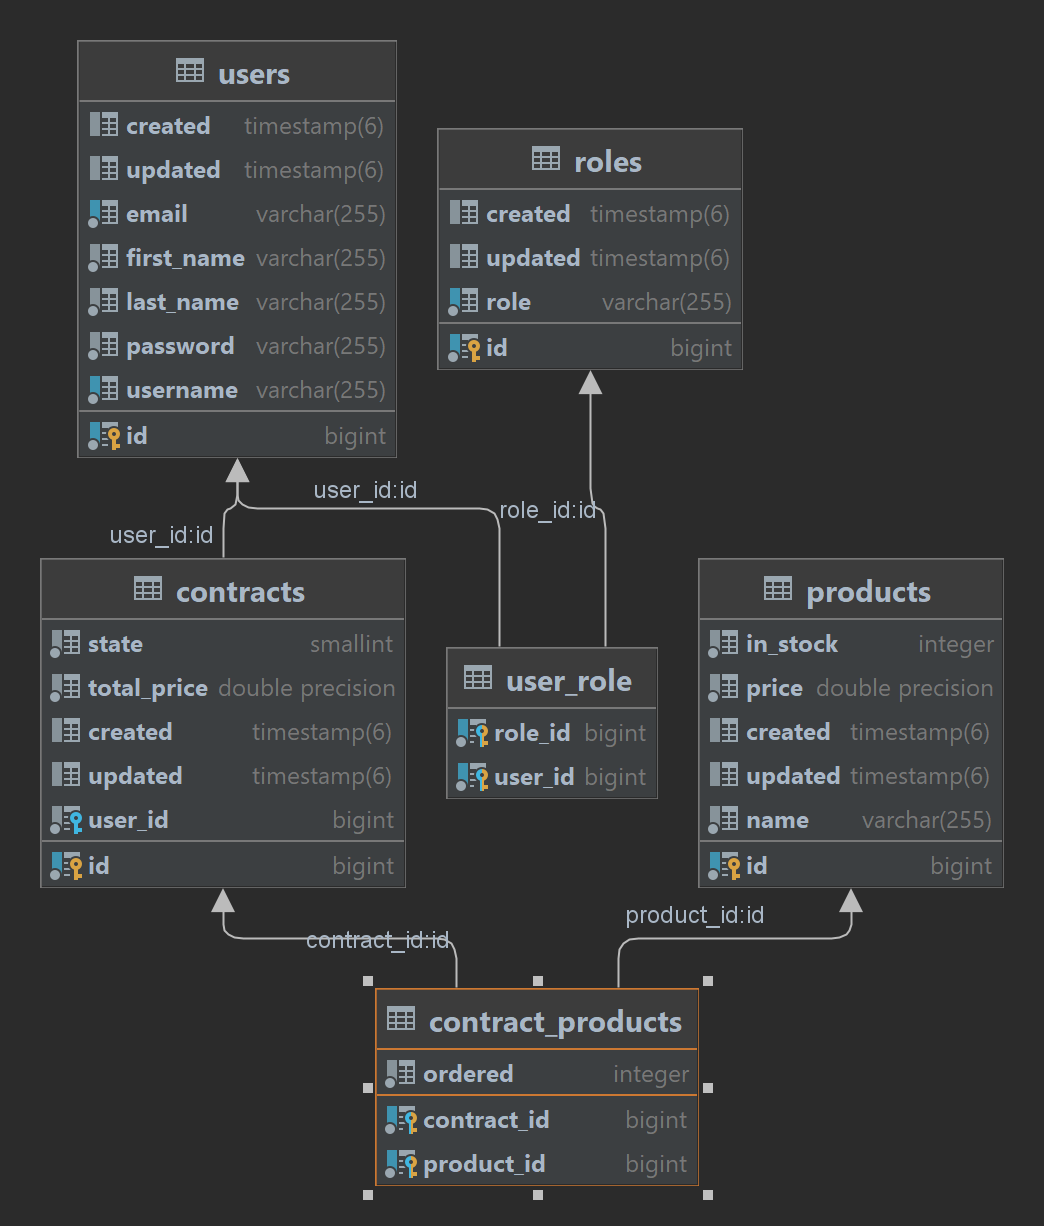 users
created timestamp(6)
updated timestamp(6)
email varchar(255)
first_name varchar(255)
last_name varchar(255)
password varchar(255)
username varchar(255)
id bigint
roles
created timestamp(6)
updated timestamp(6)
role varchar(255)
id bigint
user_id:id
user_id:id
role_id:id
contracts
state smallint
total_price double precision
created timestamp(6)
updated timestamp(6)
user_id bigint
id bigint
user_role
role_id bigint
user_id bigint
products
in_stock integer
price double precision
created timestamp(6)
updated timestamp(6)
name varchar(255)
id bigint
contract_id:id
product_id:id
contract_products
ordered integer
contract_id bigint
product_id bigint